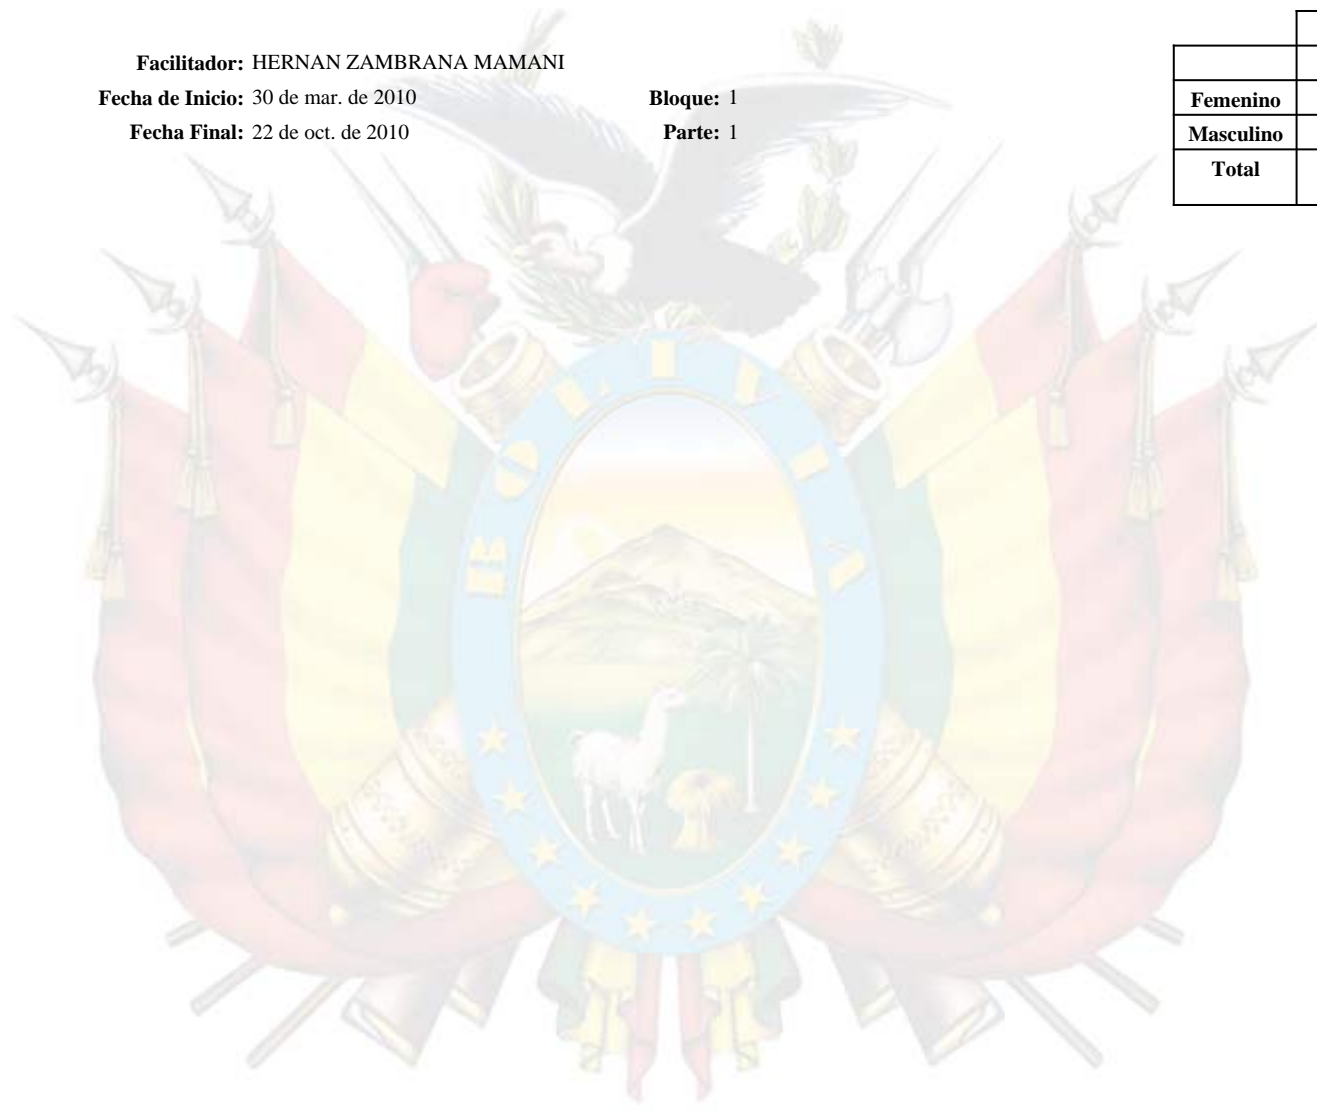 Facilitador: HERNAN ZAMBRANA MAMANI
Fecha de Inicio: 30 de mar. de 2010 Bloque: 1
Fecha Final: 22 de oct. de 2010 Parte: 1
Femenino
Masculino
Total
BOLIVIA